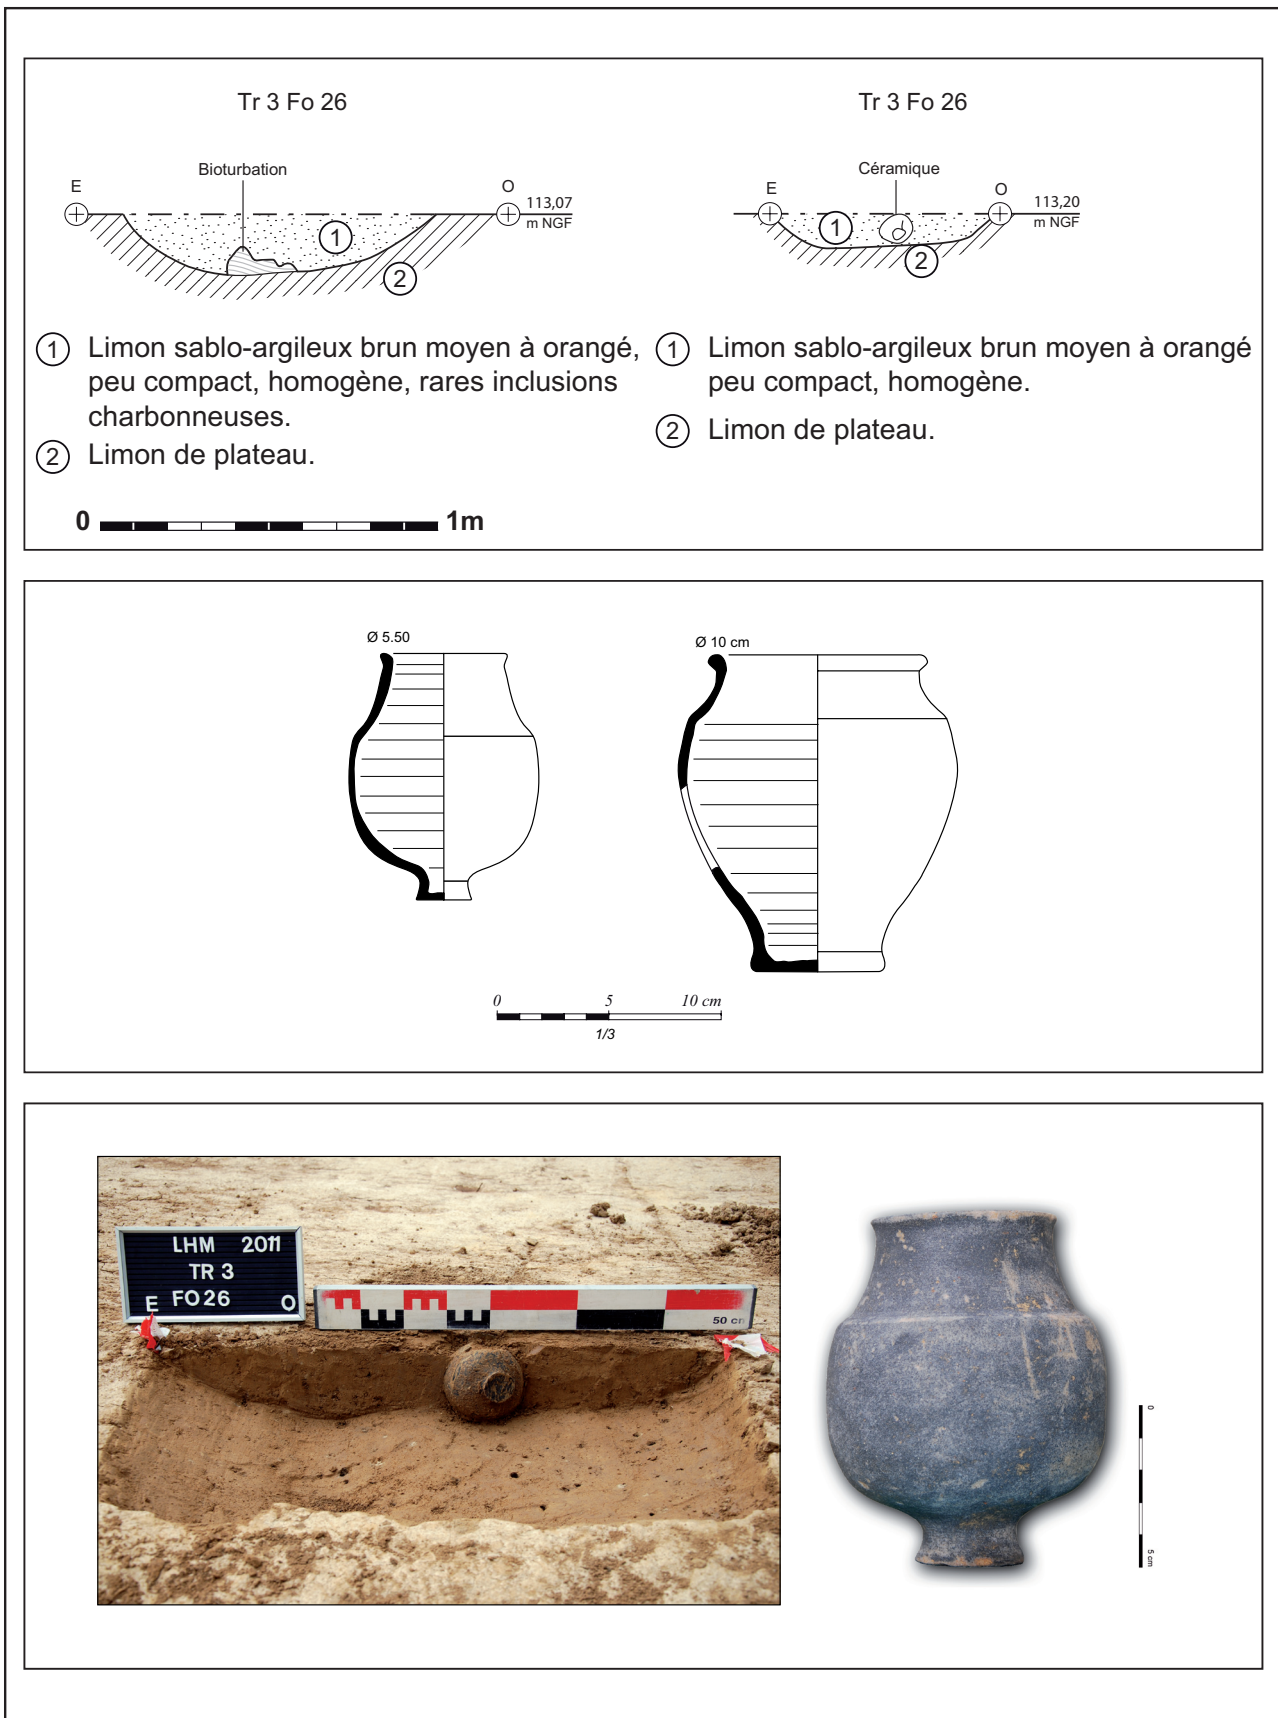 Tr 3 Fo 26
Bioturbation
E
O
113,07
m NGF
1
2
1 Limon sablo-argileux brun moyen à orangé,
peu compact, homogène, rares inclusions
charbonneuses.
2 Limon de plateau.
0 1m
Tr 3 Fo 26
Céramique
E
O
113,20
m NGF
1
2
1 Limon sablo-argileux brun moyen à orangé
peu compact, homogène.
2 Limon de plateau.
Ø 5.50
Ø 10 cm
0 5 10 cm
1/3
LHM 2011
TR 3
E FO26 O
50 cm
0
5 cm